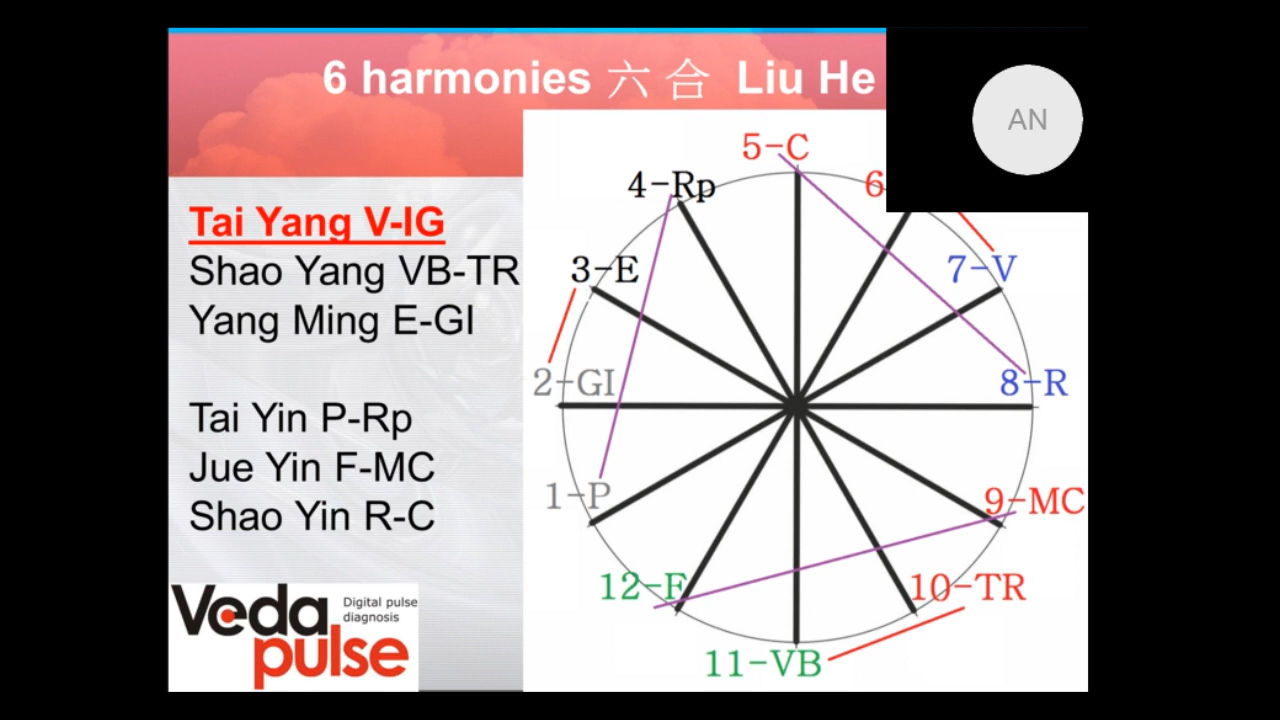 6 harmonies 六合 Liu He
AN
Tai Yang V-IG
Shao Yang VB-TR
Yang Ming E-GI
Tai Yin P-Rp
Jue Yin F-MC
Shao Yin R-C
5-C
4-Rp
6
3-E
7-V
2-GI
8-R
1-P
9-MC
12-F
10-TR
11-VB
Veda
pulse
Digital pulse
diagnosis